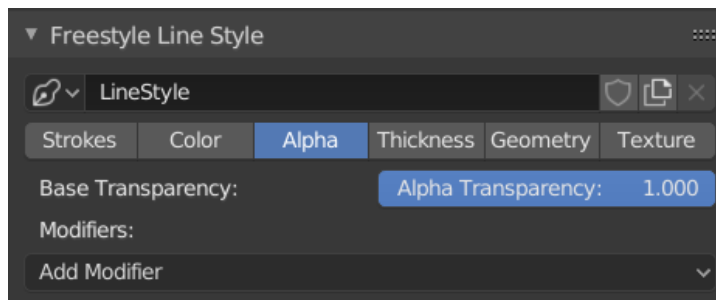 Freestyle Line Style
LineStyle
Strokes Color Alpha Thickness Geometry Texture
Base Transparency: Alpha Transparency: 1.000
Modifiers:
Add Modifier